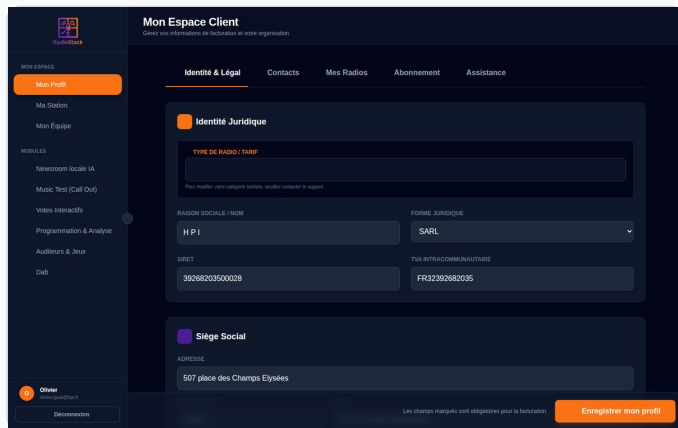 RadioStack
MON ESPACE
Mon Profil
Ma Station
Mon Équipe
MODULES
Newsroom locale IA
Music Test (Call Out)
Votes Interactifs
Programmation & Analyse
Auditeurs & Jeux
Dab
O
Olivier
Déconnexion
Mon Espace Client
Gérez vos informations de facturation et votre organisation
Identité & Légal
Contacts
Mes Radios
Abonnement
Assistance
Identité Juridique
TYPE DE RADIO / TARIF
Pour modifier votre catégorie tarifaire, veuillez contacter le support.
RAISON SOCIALE / NOM
FORME JURIDIQUE
H P I
SARL
SIRET
TVA INTRACOMMUNAUTAIRE
39268203500028
FR32392682035
Siège Social
ADRESSE
507 place des Champs Elysées
Les champs marqués sont obligatoires pour la facturation.
Enregistrer mon profil